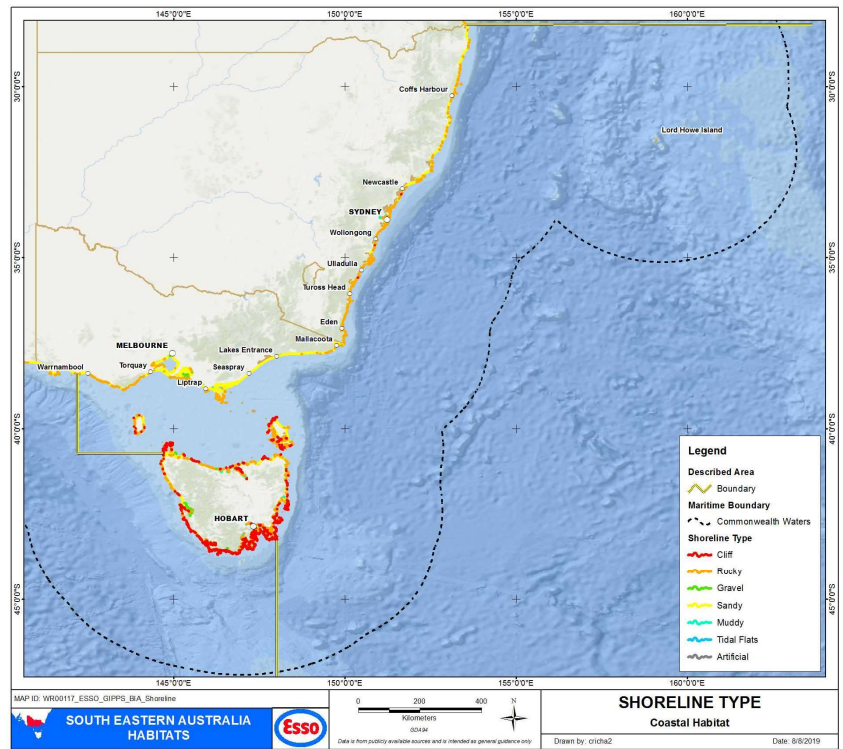 145°0'0"E
150°0'0"E
155°0'0"E
160°0'0"E
30°0'0"S
30°0'0"S
Coffs Harbour
Lord Howe Island
Newcastle
SYDNEY
Wollongong
35°0'0"S
35°0'0"S
Ulladulla
Tuross Head
Eden
Mallacoota
MELBOURNE
Lakes Entrance
Warrnambool
Torquay
Seaspray
Liptrap
40°0'0"S
40°0'0"S
HOBART
45°0'0"S
45°0'0"S
Legend
Described Area
Boundary
Maritime Boundary
Commonwealth Waters
Shoreline Type
Cliff
Rocky
Gravel
Sandy
Muddy
Tidal Flats
Artificial
145°0'0"E
150°0'0"E
155°0'0"E
160°0'0"E
MAP ID: WR00117_ESSO_GIPPS_BIA_Shoreline
SOUTH EASTERN AUSTRALIA
HABITATS
Esso
0 200 400
Kilometers
GDA94
N
Data is from publicly available sources and is intended as general guidance only
SHORELINE TYPE
Coastal Habitat
Drawn by: cricha2
Date: 8/8/2019